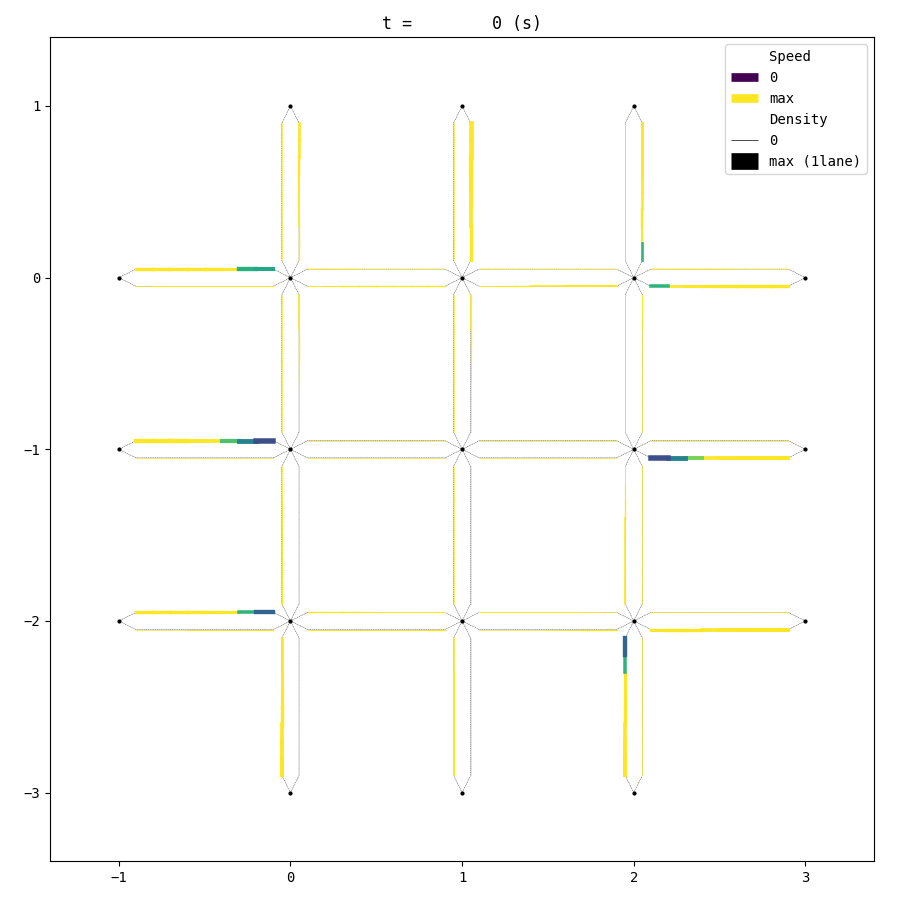 t =        0 (s)
Speed
0
max
Density
0
max (1lane)
1
0
−1
−2
−3
−1 0 1 2 3